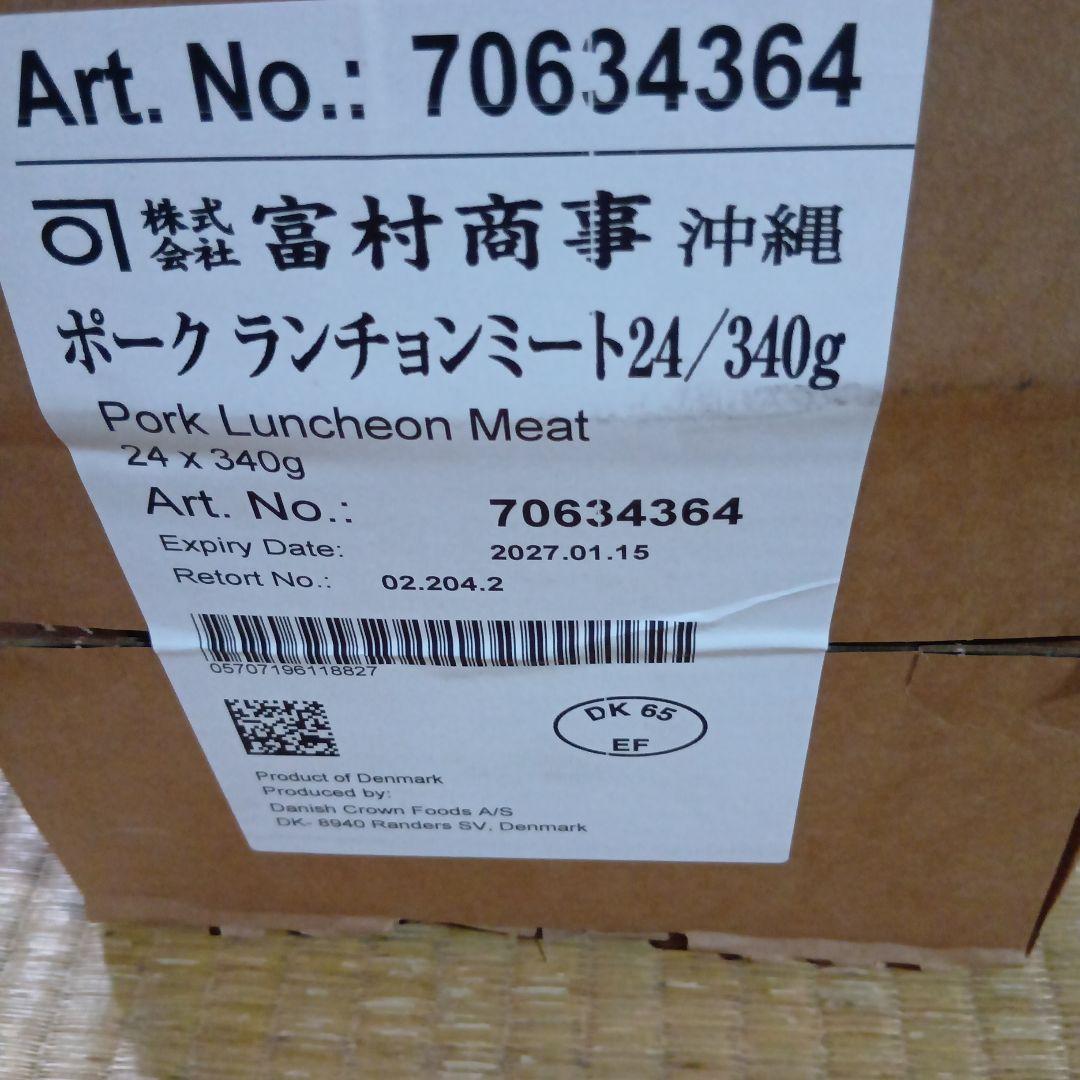 Art. No.: 70634364
株式会社 富村商事 沖縄
ポーク ランチョンミート24/340g
Pork Luncheon Meat
24 x 340g
Art. No.: 70634364
Expiry Date: 2027.01.15
Retort No.: 02.204.2
05707196118827
DK 65
EF
Product of Denmark
Produced by:
Danish Crown Foods A/S
DK- 8940 Randers SV, Denmark